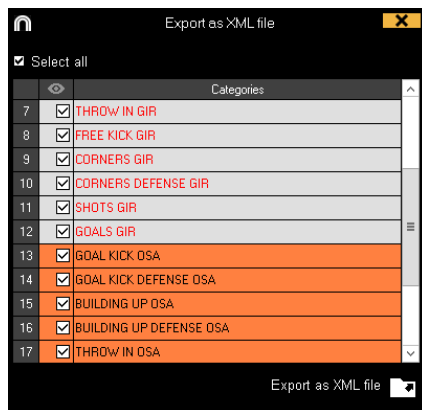 Export as XML file
Select all
Categories
7 THROW IN GIR
8 FREE KICK GIR
9 CORNERS GIR
10 CORNERS DEFENSE GIR
11 SHOTS GIR
12 GOALS GIR
13 GOAL KICK OSA
14 GOAL KICK DEFENSE OSA
15 BUILDING UP OSA
16 BUILDING UP DEFENSE OSA
17 THROW IN OSA
Export as XML file